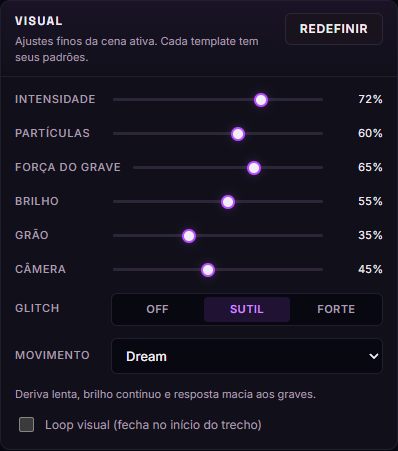 VISUAL
REDEFINIR
Ajustes finos da cena ativa. Cada template tem
seus padrões.
INTENSIDADE 72%
PARTÍCULAS 60%
FORÇA DO GRAVE 65%
BRILHO 55%
GRÃO 35%
CÂMERA 45%
GLITCH OFF SUTIL FORTE
MOVIMENTO Dream
Deriva lenta, brilho contínuo e resposta macia aos graves.
Loop visual (fecha no início do trecho)